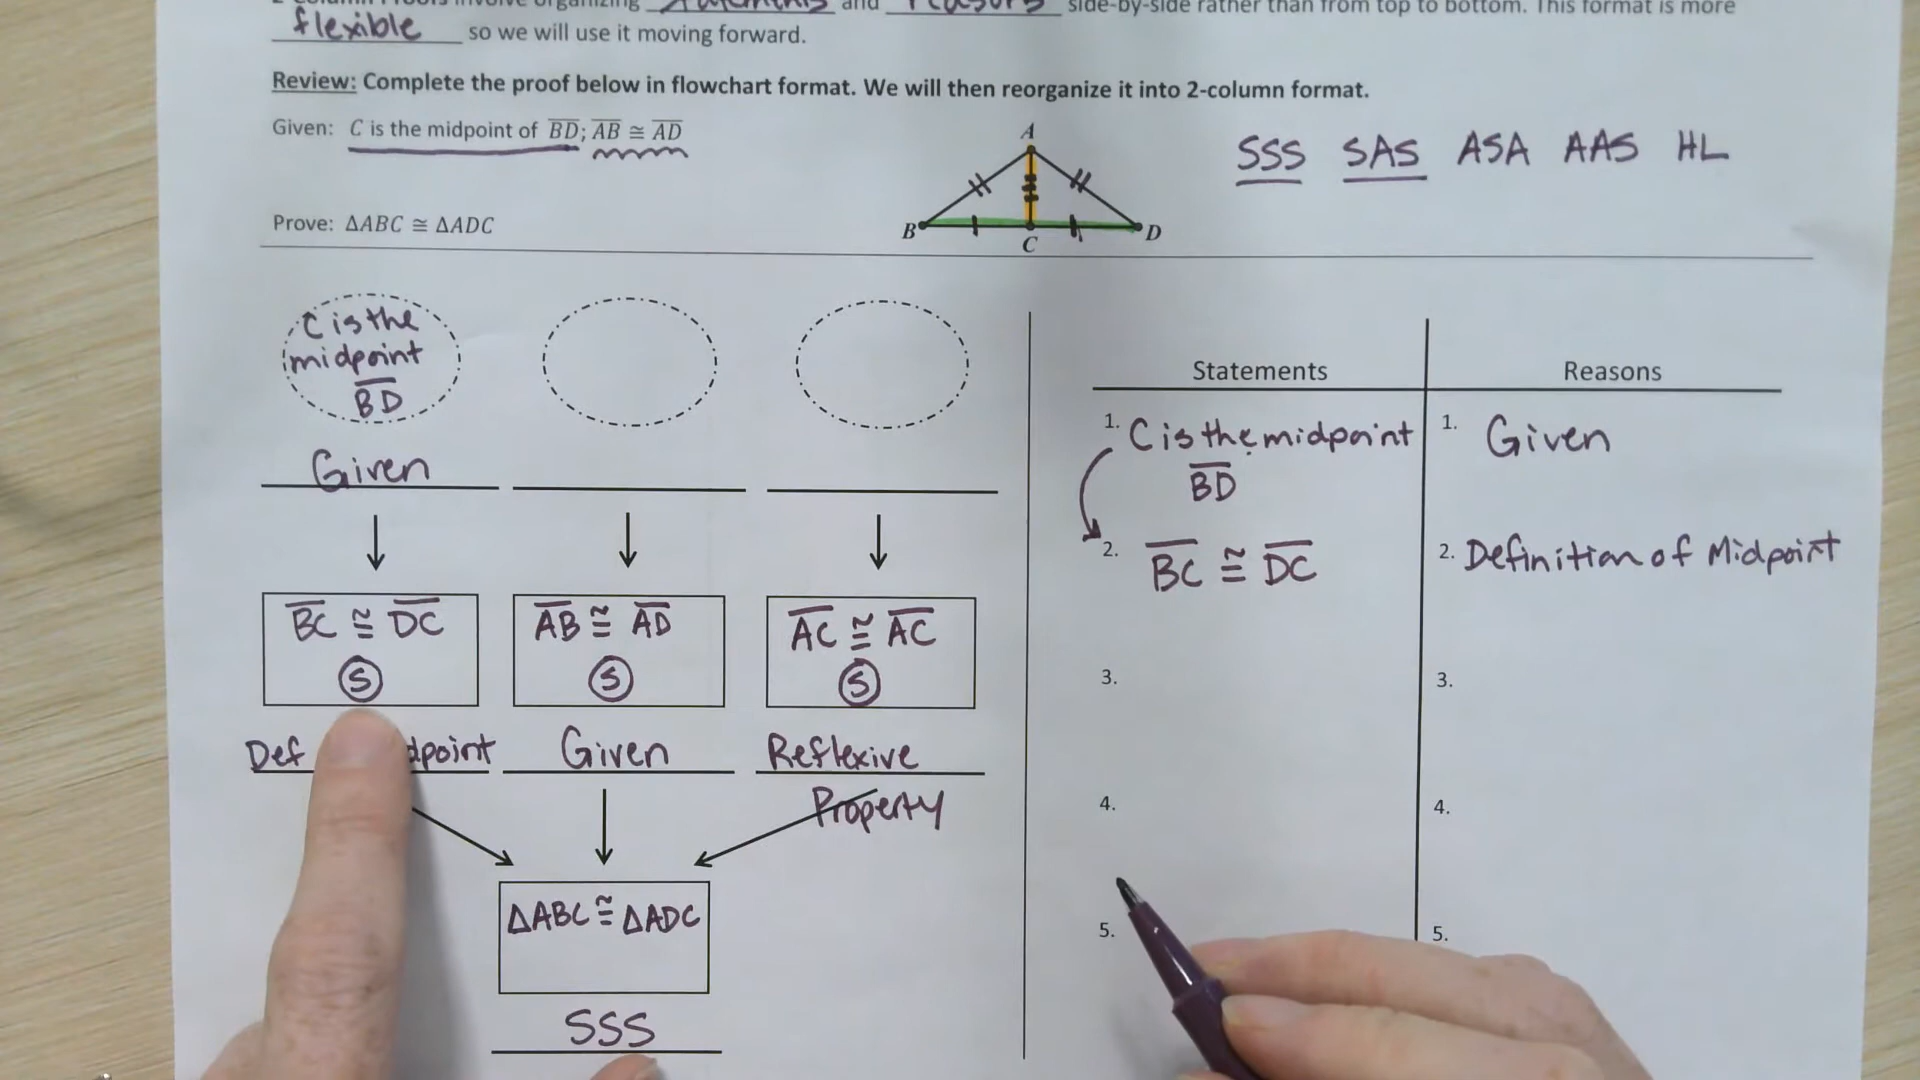 and side-by-side rather than from top to bottom. This format is more
flexible so we will use it moving forward.
Review: Complete the proof below in flowchart format. We will then reorganize it into 2-column format.
Given: C is the midpoint of BD; AB ≅ AD
Prove: ΔABC ≅ ΔADC
A
B
C
D
SSS SAS ASA AAS HL
C is the
midpoint
BD
Given
BC ≅ DC
S
Def dpoint
AB ≅ AD
S
Given
AC ≅ AC
S
Reflexive
Property
ΔABC ≅ ΔADC
SSS
Statements Reasons
1. C is the midpoint
BD
1. Given
2. BC ≅ DC
2. Definition of Midpoint
3. 3.
4. 4.
5. 5.